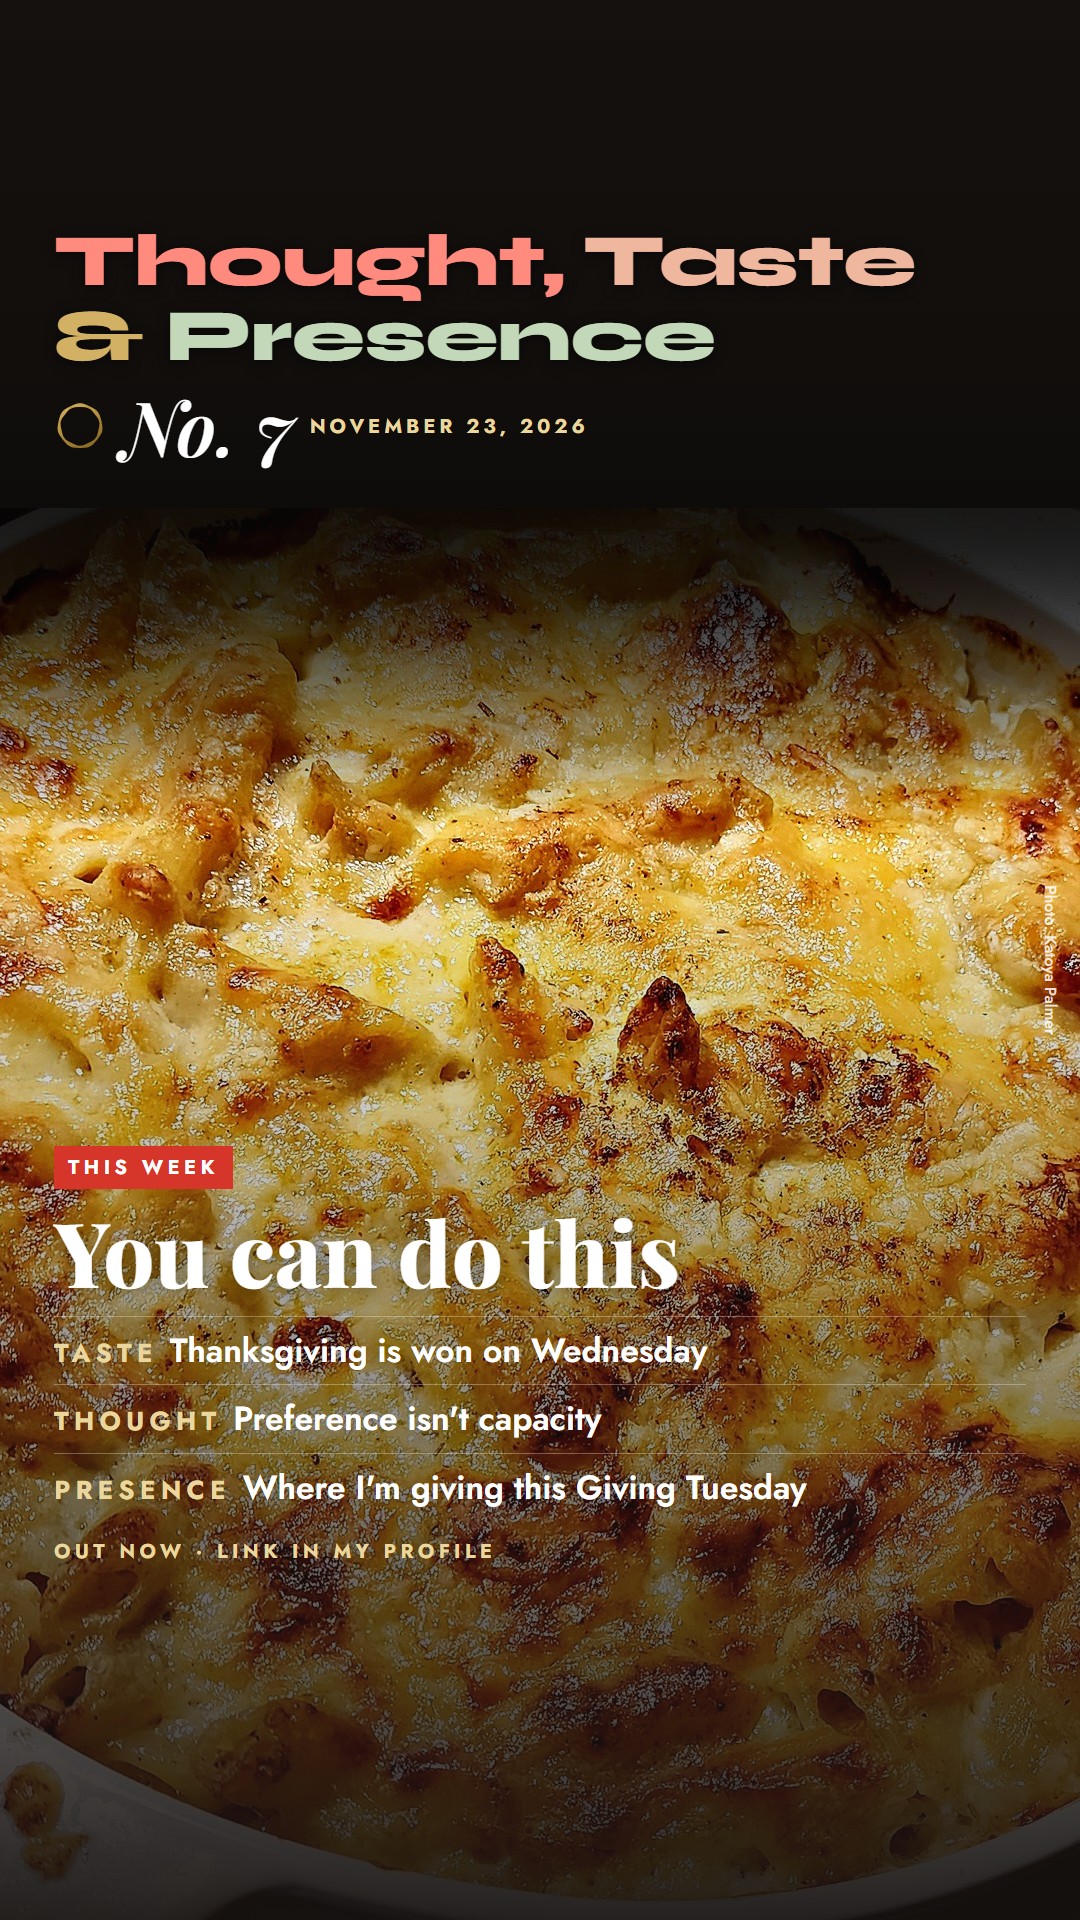 Thought, Taste
& Presence
No. 7 NOVEMBER 23, 2026
Photo: Kanoya Palmer
THIS WEEK
You can do this
TASTE Thanksgiving is won on Wednesday
THOUGHT Preference isn't capacity
PRESENCE Where I'm giving this Giving Tuesday
OUT NOW · LINK IN MY PROFILE